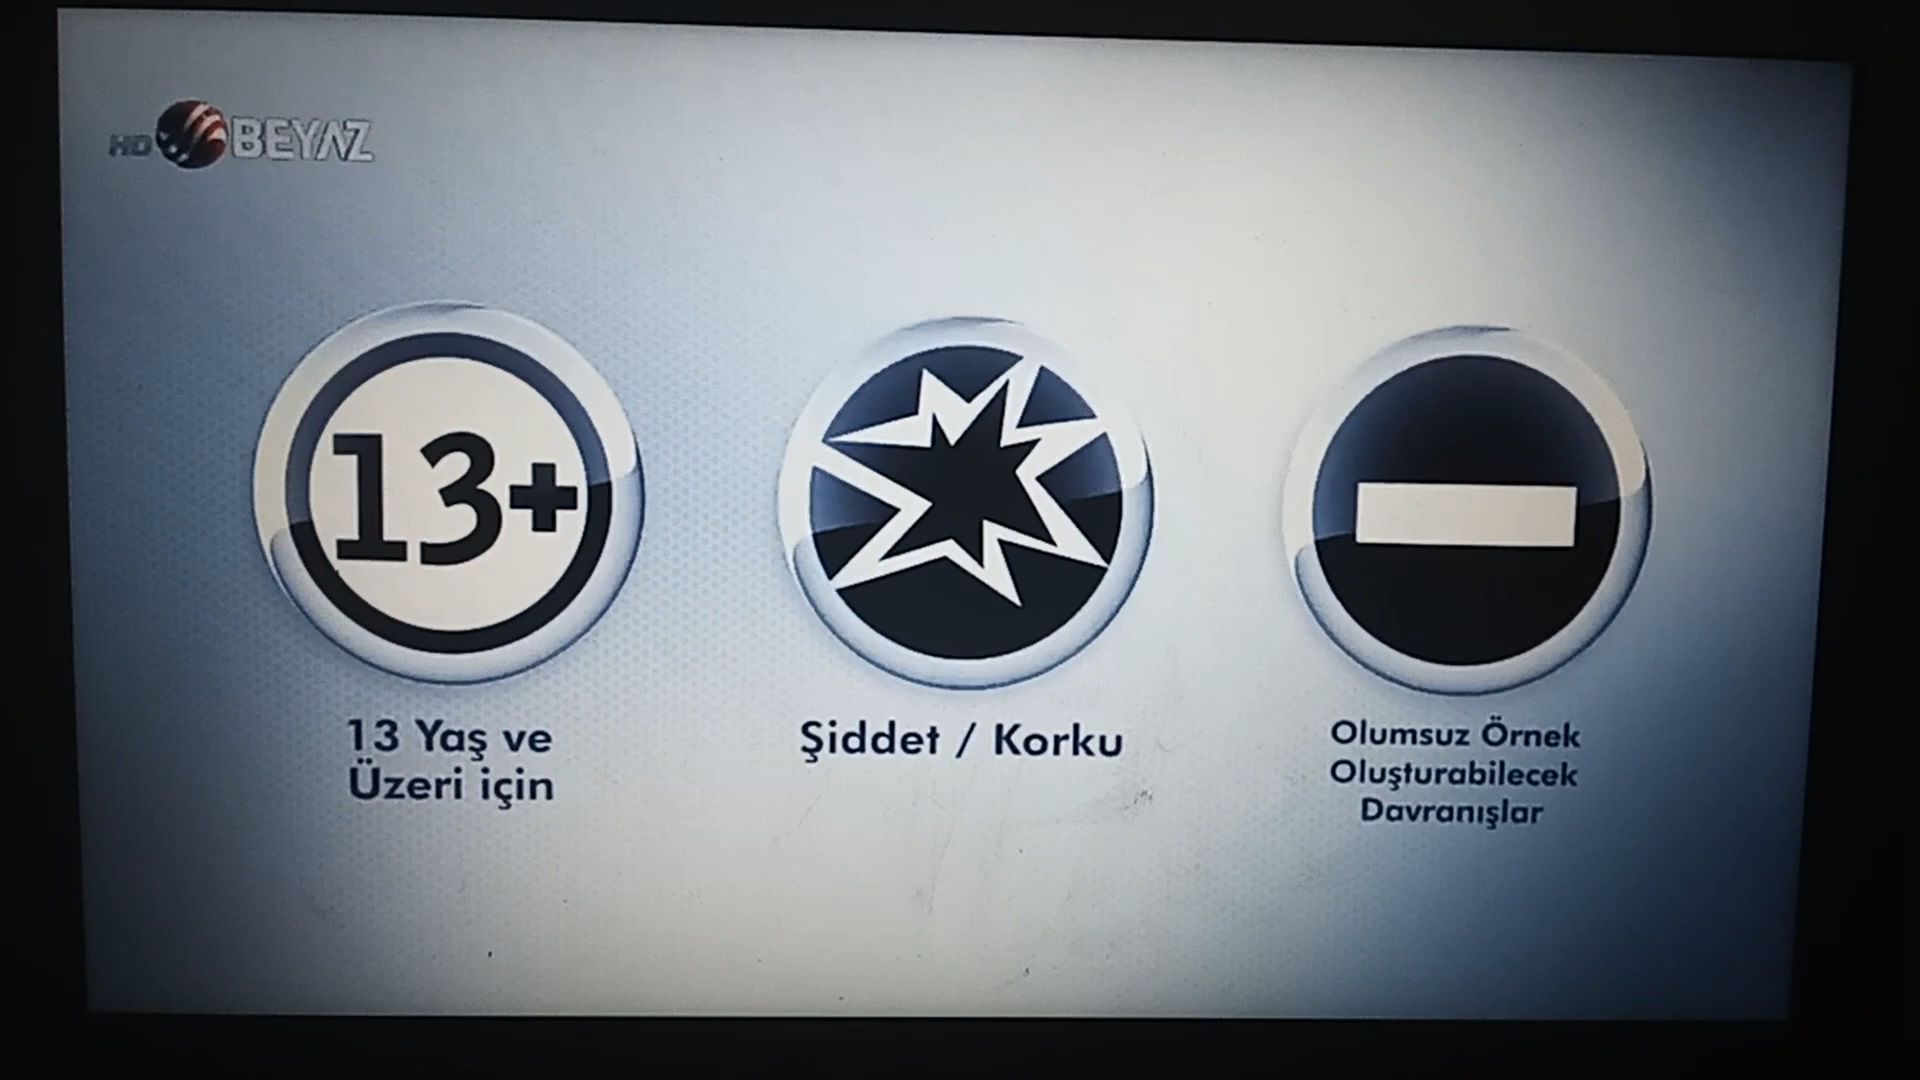 HD BEYAZ
13+
13 Yaş ve
Üzeri için
Şiddet / Korku
Olumsuz Örnek
Oluşturabilecek
Davranışlar